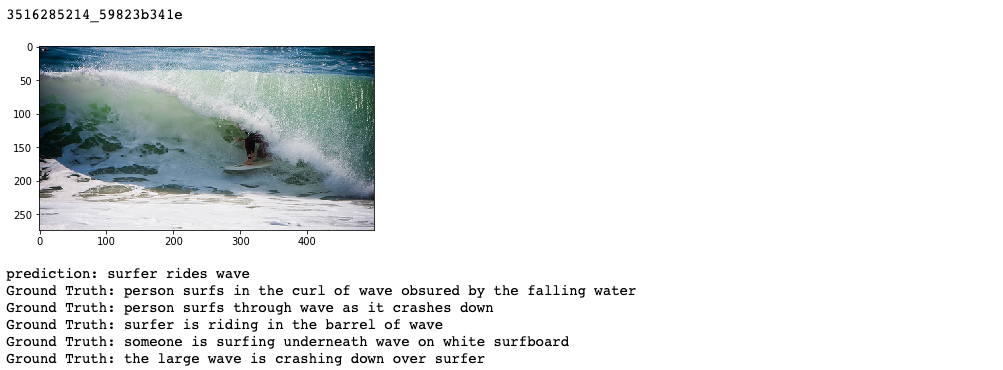 3516285214_59823b341e
0
50
100
150
200
250
0 100 200 300 400
prediction: surfer rides wave
Ground Truth: person surfs in the curl of wave obsured by the falling water
Ground Truth: person surfs through wave as it crashes down
Ground Truth: surfer is riding in the barrel of wave
Ground Truth: someone is surfing underneath wave on white surfboard
Ground Truth: the large wave is crashing down over surfer